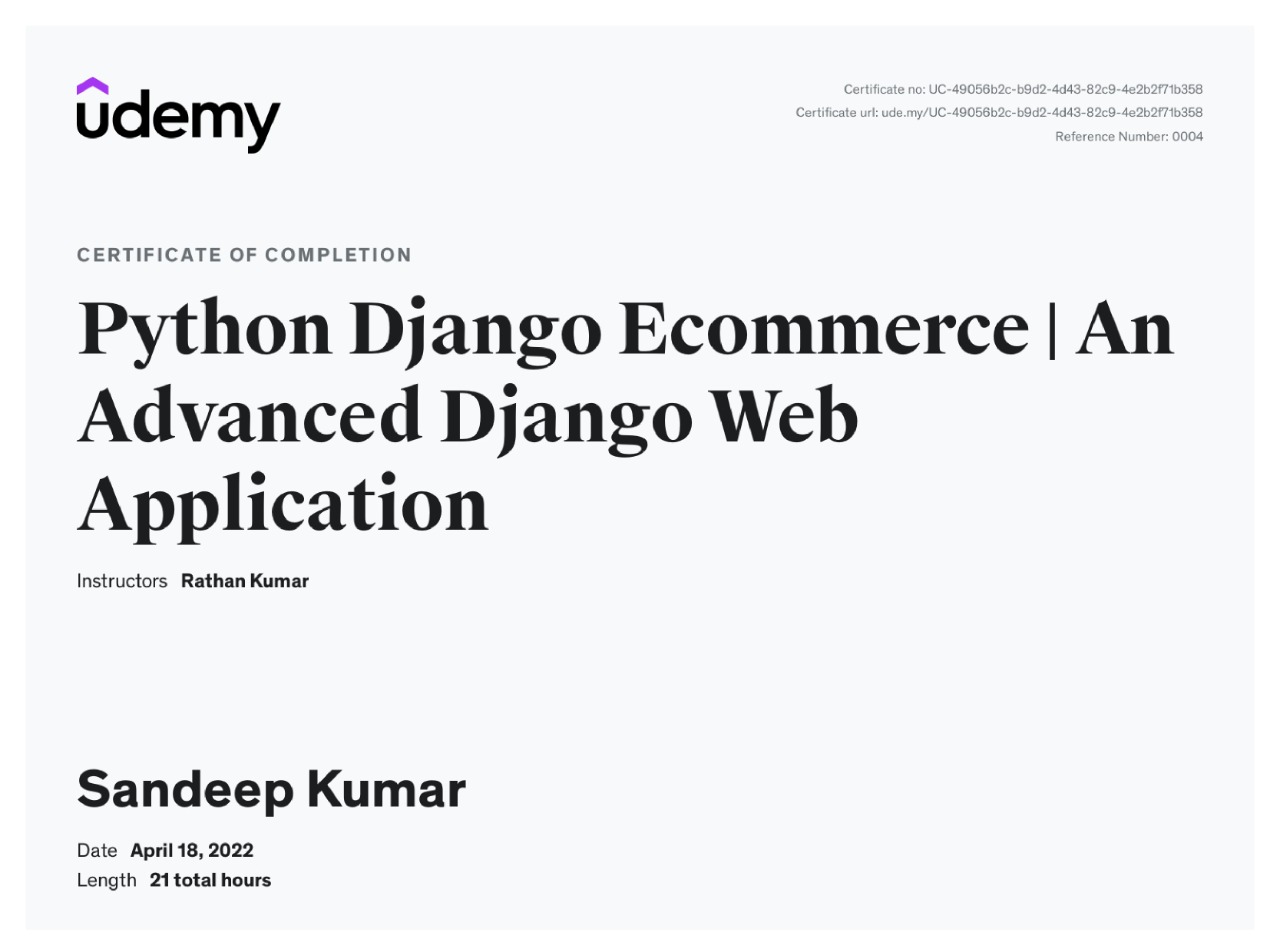 udemy
Certificate no: UC-49056b2c-b9d2-4d43-82c9-4e2b2f71b358
Certificate url: ude.my/UC-49056b2c-b9d2-4d43-82c9-4e2b2f71b358
Reference Number: 0004
CERTIFICATE OF COMPLETION
Python Django Ecommerce | An
Advanced Django Web
Application
Instructors Rathan Kumar
Sandeep Kumar
Date April 18, 2022
Length 21 total hours